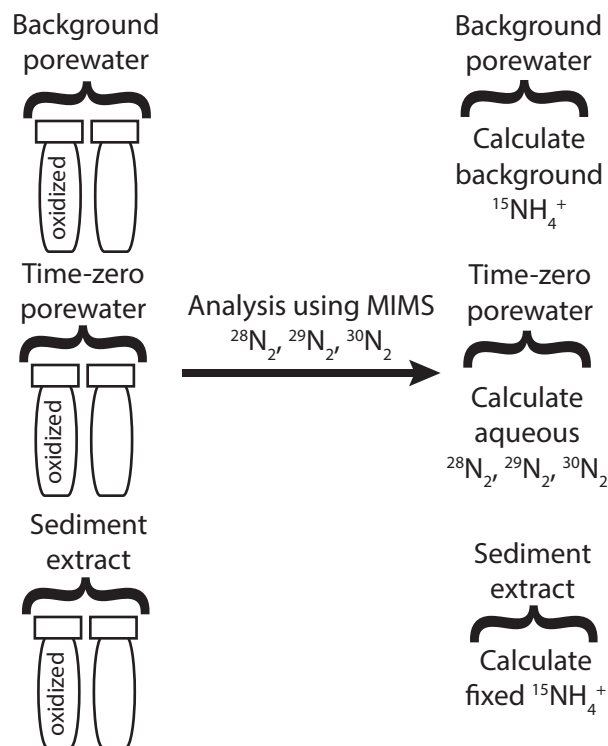 Background
porewater
oxidized
Time-zero
porewater
oxidized
Sediment
extract
oxidized
Analysis using MIMS
²⁸N₂, ²⁹N₂, ³⁰N₂
Background
porewater
Calculate
background
¹⁵NH₄⁺
Time-zero
porewater
Calculate
aqueous
²⁸N₂, ²⁹N₂, ³⁰N₂
Sediment
extract
Calculate
fixed ¹⁵NH₄⁺